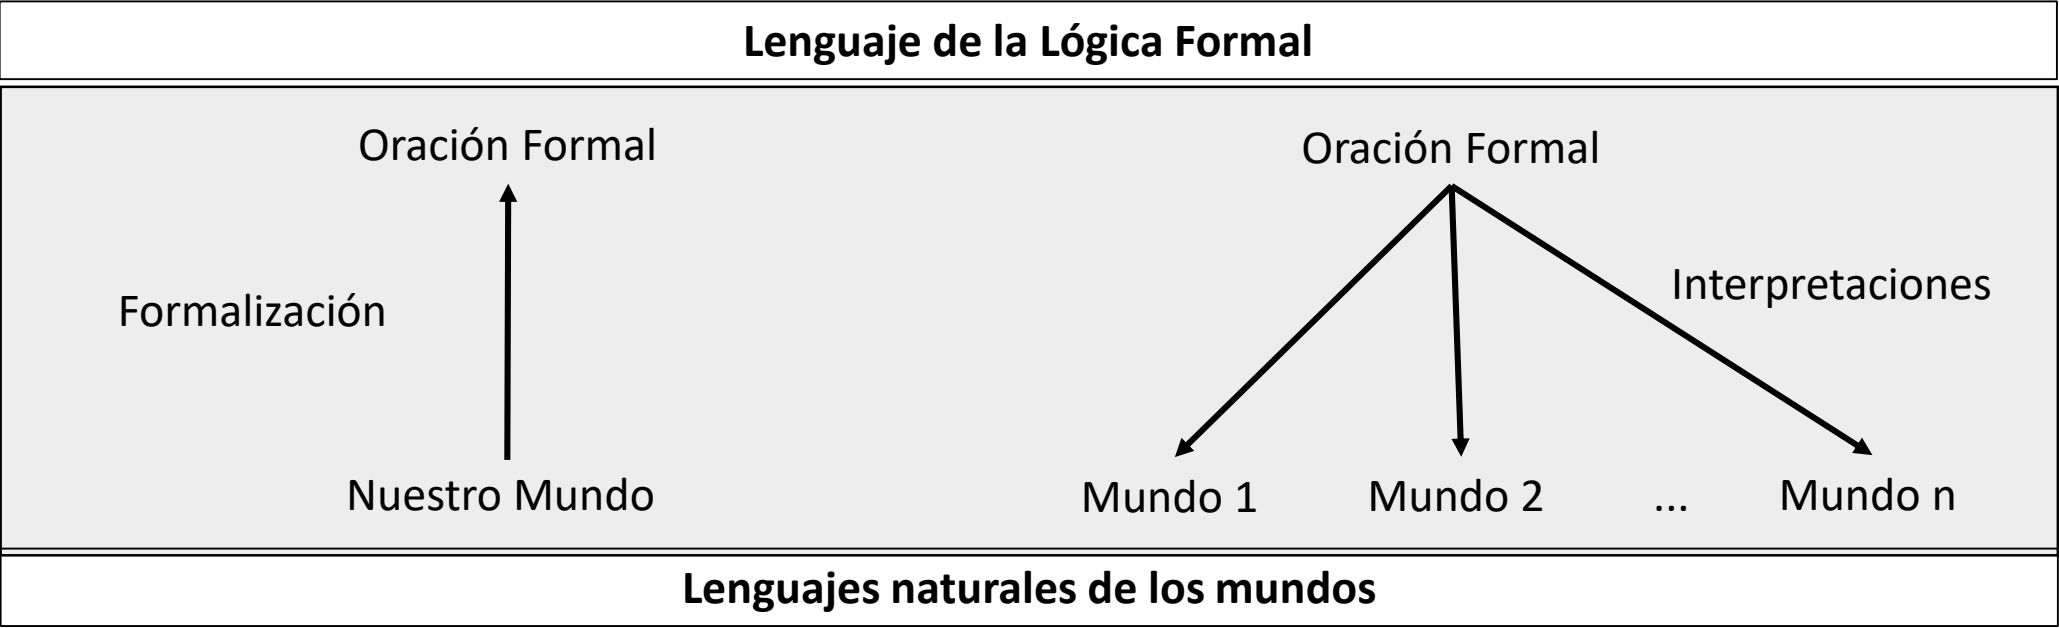 Lenguaje de la Lógica Formal
Oración Formal
Oración Formal
Formalización
Interpretaciones
Nuestro Mundo
Mundo 1
Mundo 2
...
Mundo n
Lenguajes naturales de los mundos